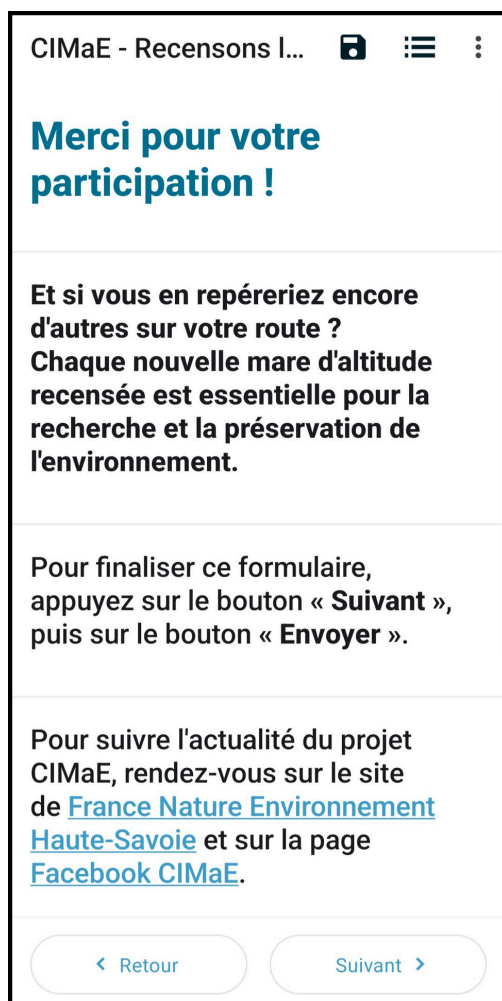 CIMaE - Recensons l...
Merci pour votre
participation !
Et si vous en repéreriez encore
d'autres sur votre route ?
Chaque nouvelle mare d'altitude
recensée est essentielle pour la
recherche et la préservation de
l'environnement.
Pour finaliser ce formulaire,
appuyez sur le bouton « Suivant »,
puis sur le bouton « Envoyer ».
Pour suivre l'actualité du projet
CIMaE, rendez-vous sur le site
de France Nature Environnement
Haute-Savoie et sur la page
Facebook CIMaE.
Retour
Suivant